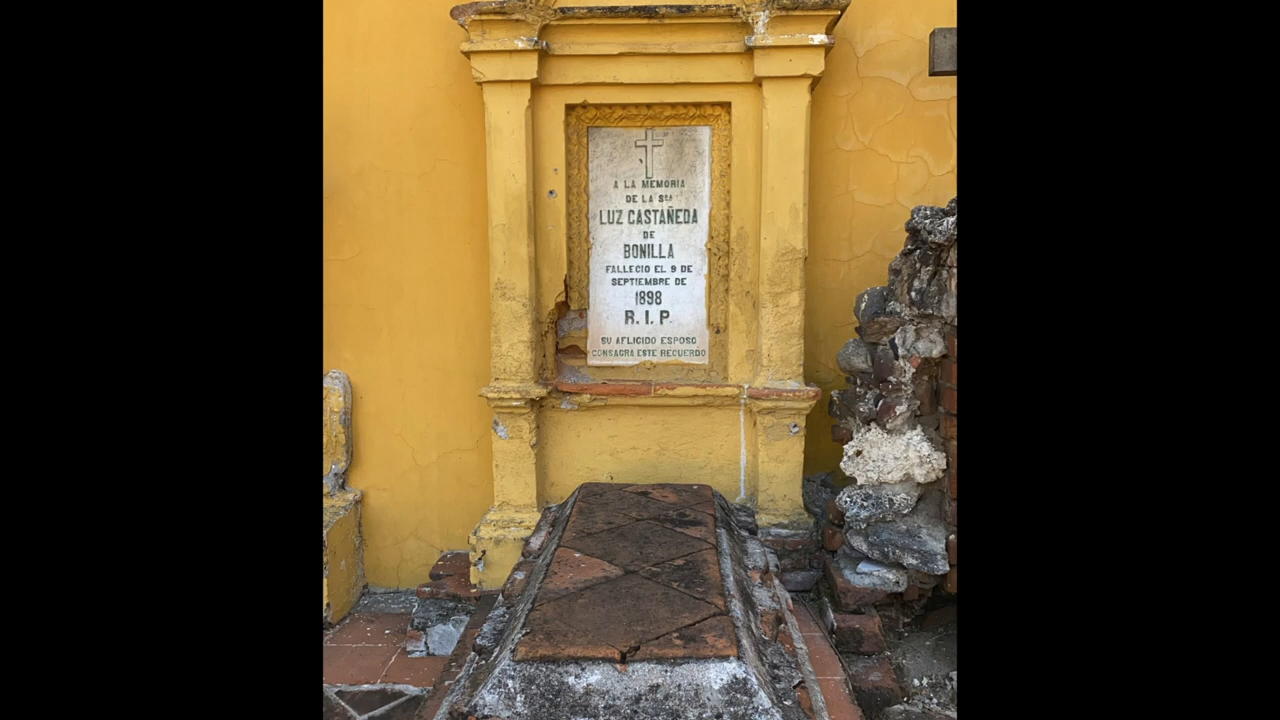 A LA MEMORIA
DE LA Sra
LUZ CASTAÑEDA
DE
BONILLA
FALLECIO EL 9 DE
SEPTIEMBRE DE
1898
R. I. P.
SU AFLIGIDO ESPOSO
CONSAGRA ESTE RECUERDO